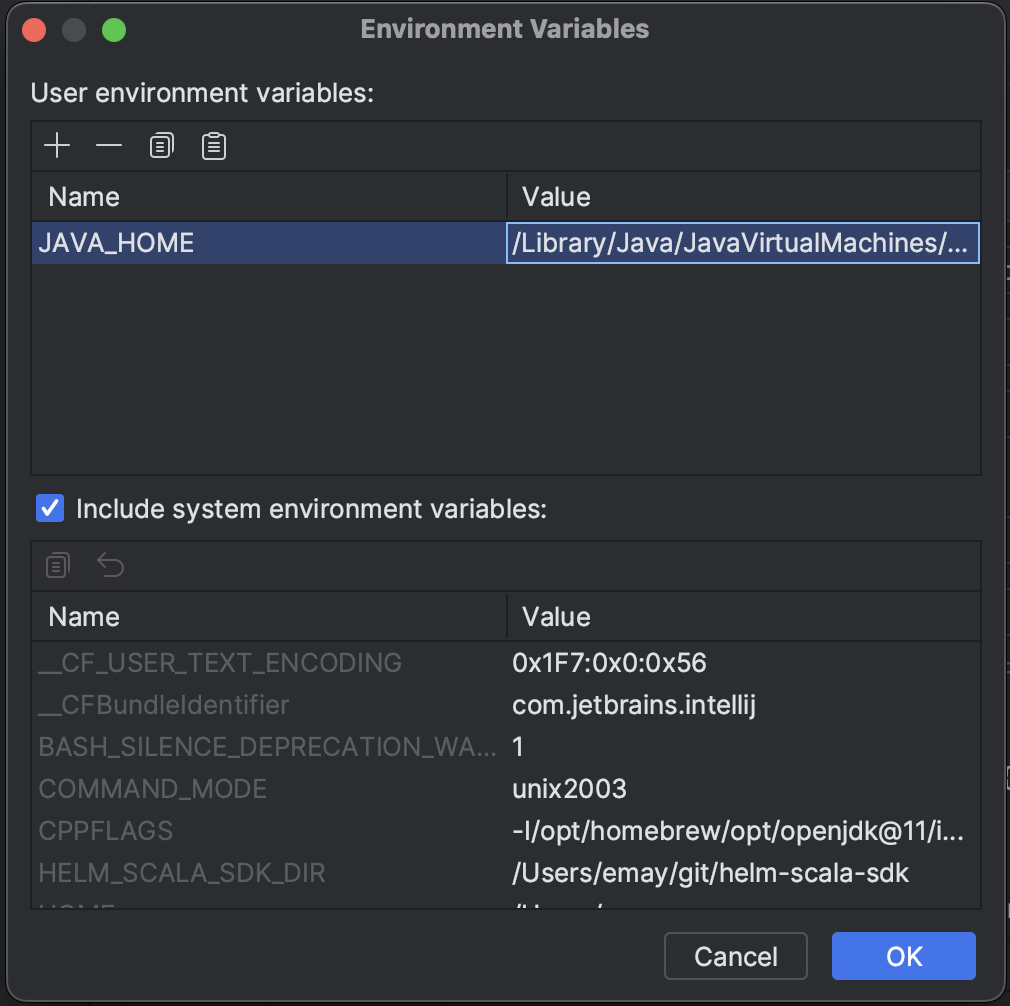 Environment Variables
User environment variables:
Name Value
JAVA_HOME /Library/Java/JavaVirtualMachines/...
Include system environment variables:
Name Value
__CF_USER_TEXT_ENCODING 0x1F7:0x0:0x56
__CFBundleIdentifier com.jetbrains.intellij
BASH_SILENCE_DEPRECATION_WA... 1
COMMAND_MODE unix2003
CPPFLAGS -I/opt/homebrew/opt/openjdk@11/i...
HELM_SCALA_SDK_DIR /Users/emay/git/helm-scala-sdk
Cancel OK